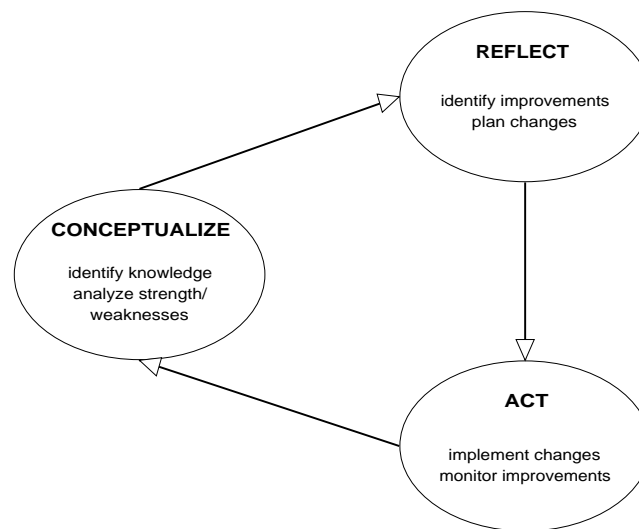 REFLECT
identify improvements
plan changes
CONCEPTUALIZE
identify knowledge
analyze strength/
weaknesses
ACT
implement changes
monitor improvements